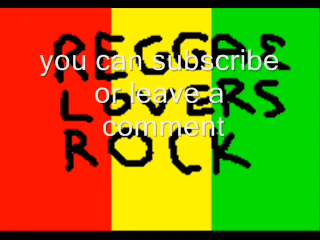 REGGAE
you can subscribe
LOVERS
or leave a
comment
ROCK